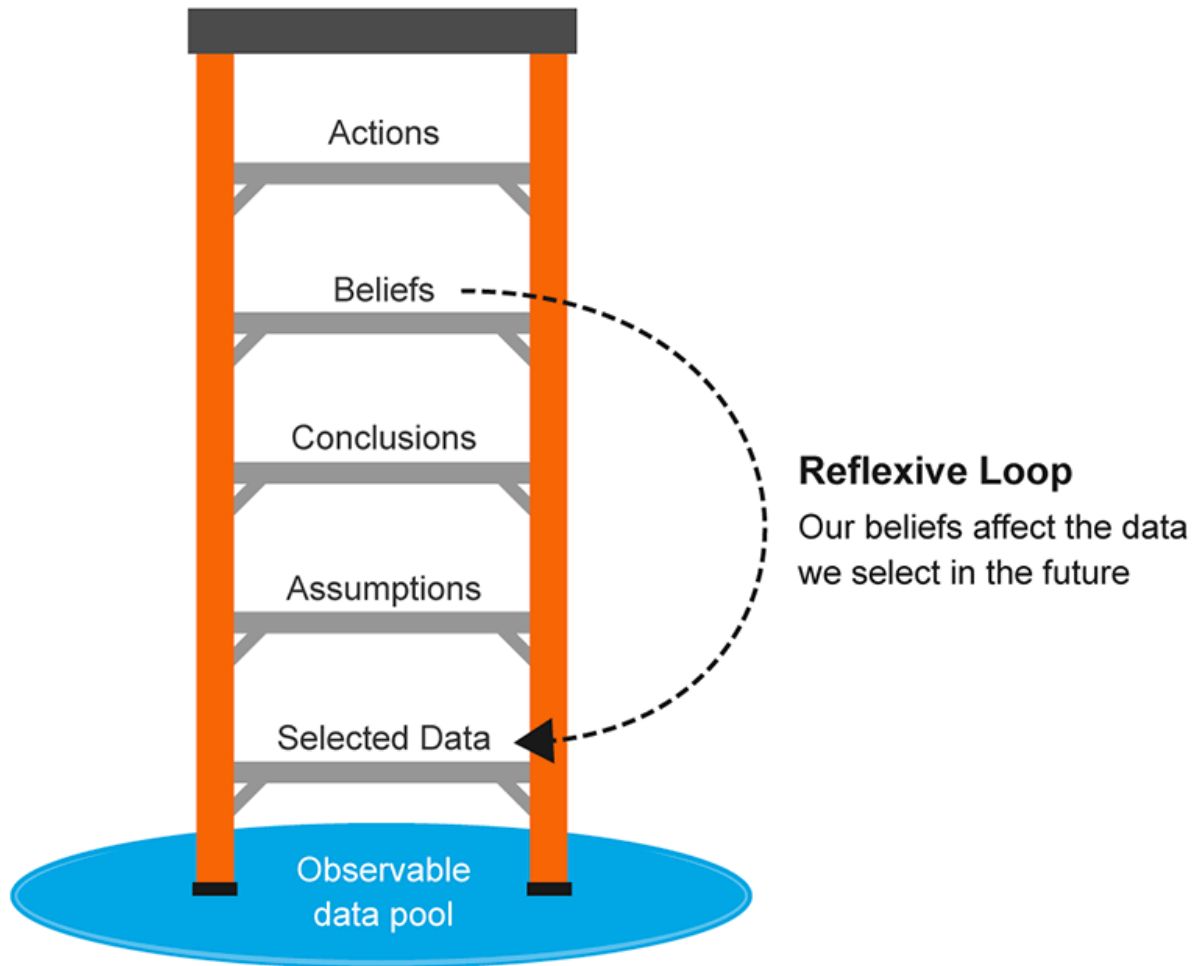 Actions
Beliefs
Conclusions
Assumptions
Selected Data
Observable
data pool
Reflexive Loop
Our beliefs affect the data
we select in the future